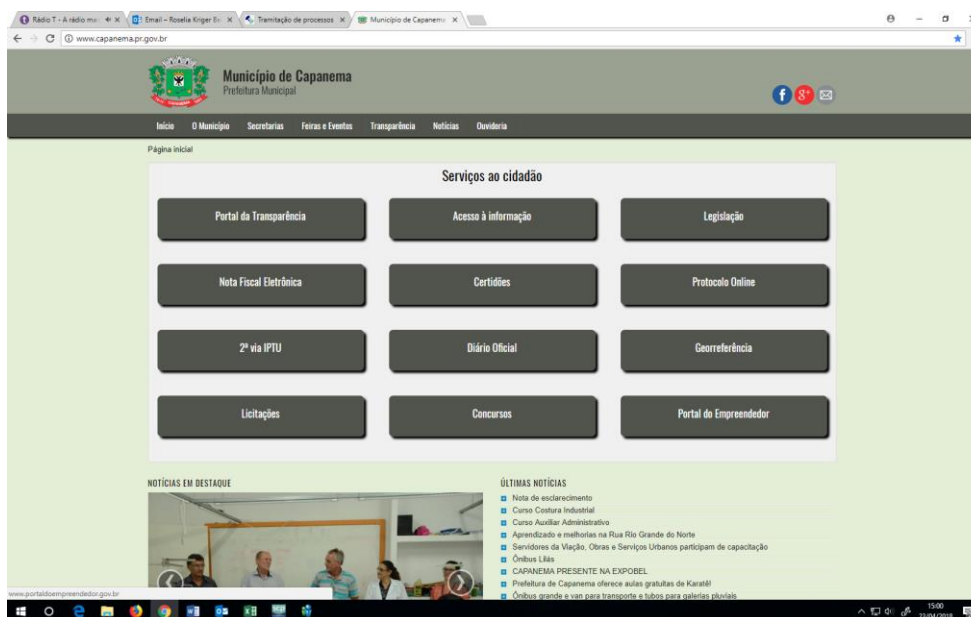 Rádio T - A rádio mai
Email – Roselia Kriger Be
Tramitação de processos
Município de Capanema
www.capanema.pr.gov.br
Município de Capanema
Prefeitura Municipal
Início O Município Secretarias Feiras e Eventos Transparência Notícias Ouvidoria
Página inicial
Serviços ao cidadão
Portal da Transparência Acesso à informação Legislação
Nota Fiscal Eletrônica Certidões Protocolo Online
2ª via IPTU Diário Oficial Georreferência
Licitações Concursos Portal do Empreendedor
NOTÍCIAS EM DESTAQUE
ÚLTIMAS NOTÍCIAS
Nota de esclarecimento
Curso Costura Industrial
Curso Auxiliar Administrativo
Aprendizado e melhorias na Rua Rio Grande do Norte
Servidores da Viação, Obras e Serviços Urbanos participam de capacitação
Ônibus Lilás
CAPANEMA PRESENTE NA EXPOBEL
Prefeitura de Capanema oferece aulas gratuitas de Karatê!
Ônibus grande e van para transporte e tubos para galerias pluviais
www.portaldoempreendedor.gov.br
15:00
23/04/2018